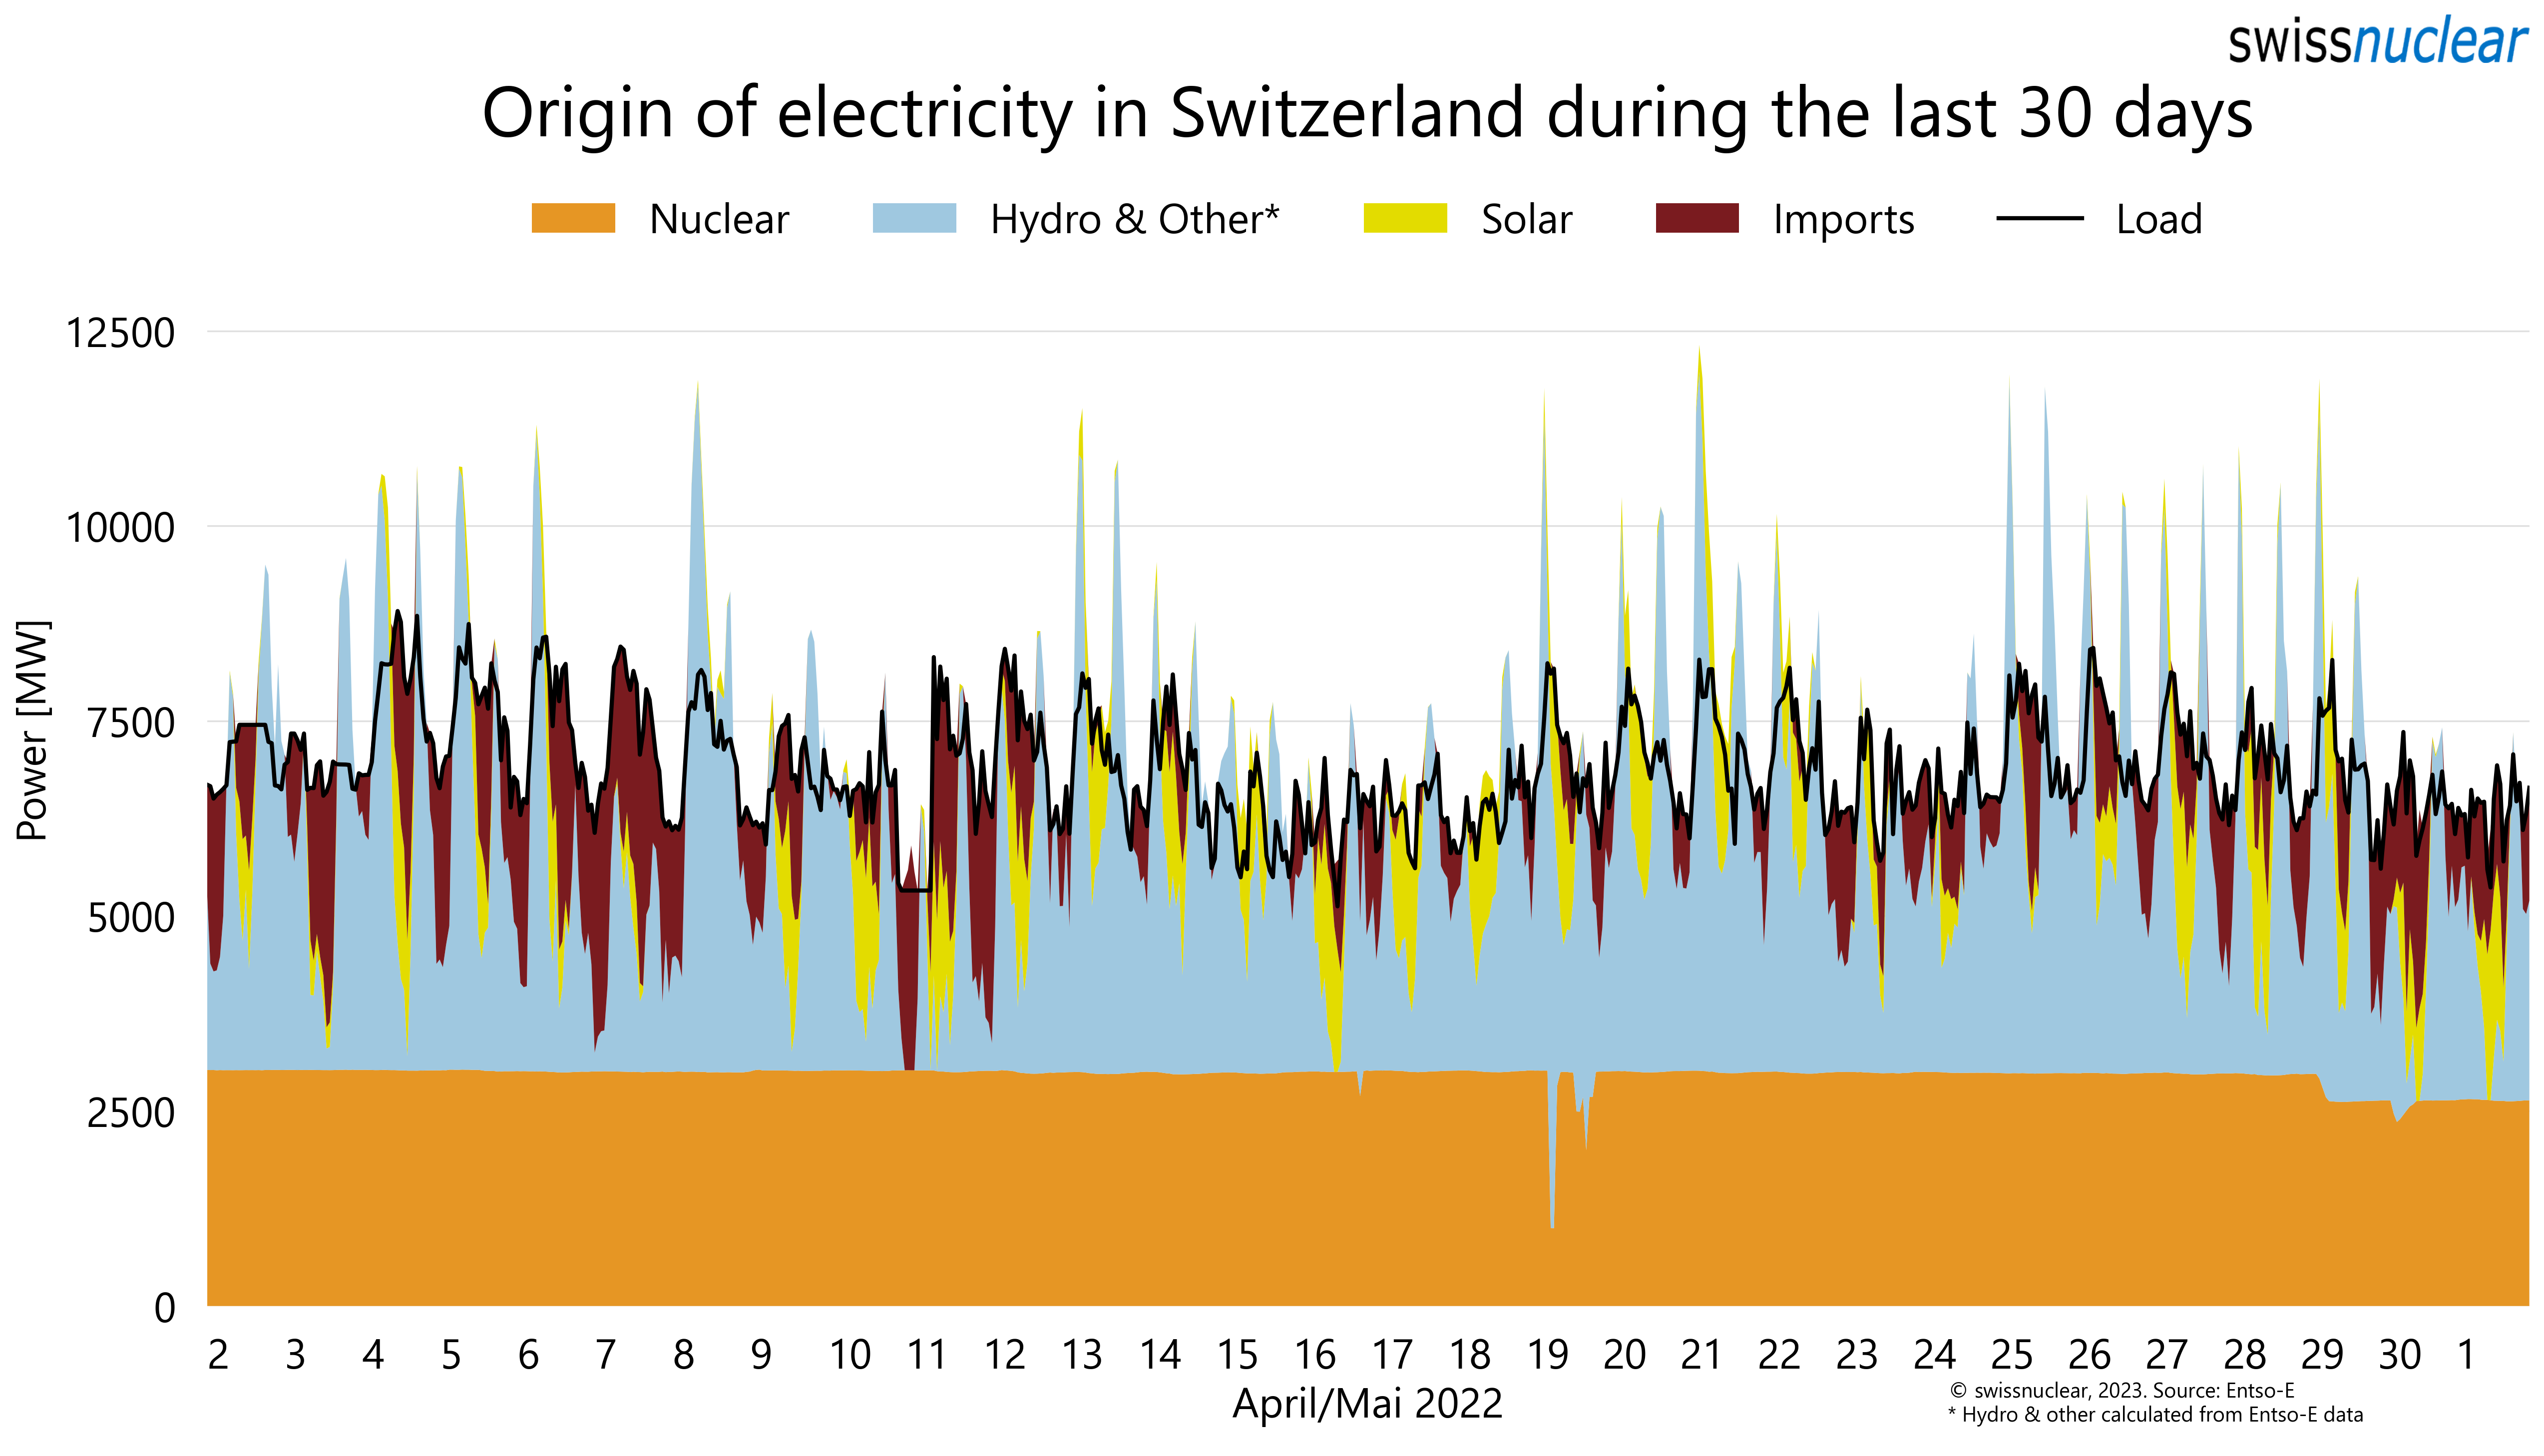 swissnuclear
Origin of electricity in Switzerland during the last 30 days
Nuclear Hydro & Other* Solar Imports Load
12500
10000
7500
5000
2500
0
Power [MW]
2 3 4 5 6 7 8 9 10 11 12 13 14 15 16 17 18 19 20 21 22 23 24 25 26 27 28 29 30 1
April/Mai 2022
© swissnuclear, 2023. Source: Entso-E
* Hydro & other calculated from Entso-E data